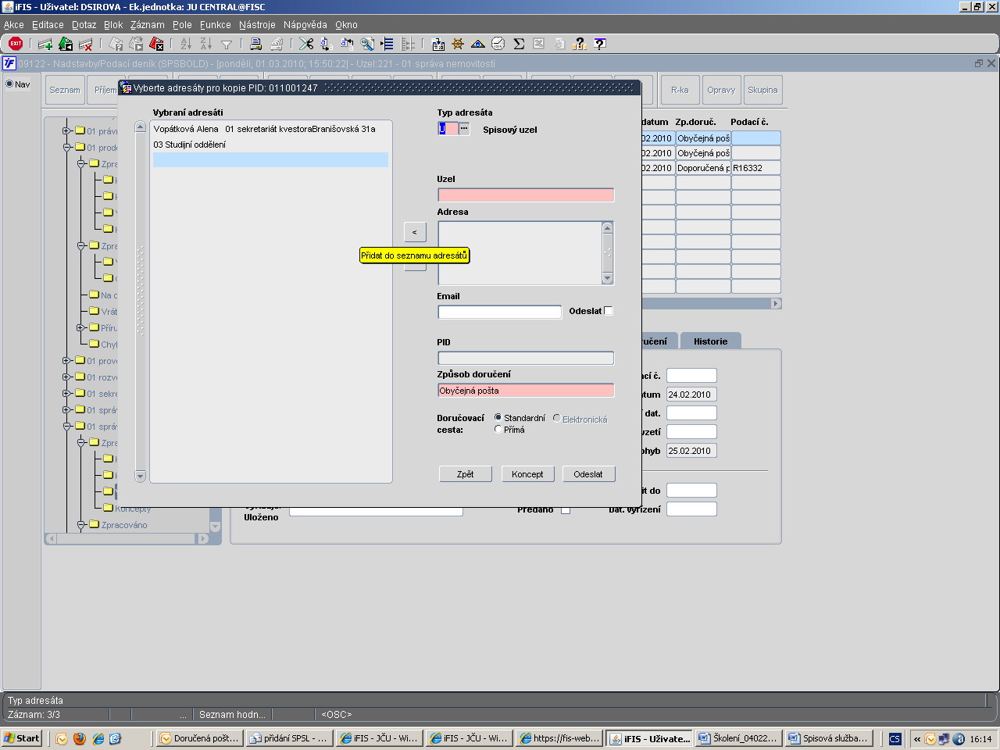 iFIS - Uživatel: DSIROVA - Ek.jednotka: JU CENTRAL@FISC
Akce Editace Dotaz Blok Záznam Pole Funkce Nástroje Nápověda Okno
EXIT
09122 - Nadstavby/Podací deník (SPSBOLD) - [pondělí, 01.03.2010; 15:50:22] - Uzel:221 - 01 správa nemovitostí
Nav
Seznam Příjem R-ka Opravy Skupina
Vyberte adresáty pro kopie PID: 011001247
Vybraní adresáti
Vopátková Alena 01 sekretariát kvestoraBranišovská 31a
03 Studijní oddělení
Typ adresáta
U ... Spisový uzel
Uzel
Adresa
<
Přidat do seznamu adresátů
Email
Odeslat
PID
Způsob doručení
Obyčejná pošta
Doručovací cesta:
Standardní
Elektronická
Přímá
Zpět Koncept Odeslat
datum Zp.doruč. Podací č.
02.2010 Obyčejná poš
02.2010 Obyčejná poš
02.2010 Doporučená p R16332
01 práv
01 prod
Zpra
Zpra
Na o
Vrát
Příru
Chyb
01 provo
01 rozv
01 sekre
01 sprá
01 sprá
Zpra
Koncepty
Zpracováno
učení Historie
ací č.
tum 24.02.2010
í dat.
vzetí
ohyb 25.02.2010
it do
Uloženo
Předáno
Dat. vyřízení
Typ adresáta
Záznam: 3/3 ... Seznam hodn... <OSC>
Start Doručená pošt... přidání SPSL - ... iFIS - JČU - Wi... iFIS - JČU - Wi... https://fis-web... iFIS - Uživate... Školení_04022... Spisová služba... CS « 16:14